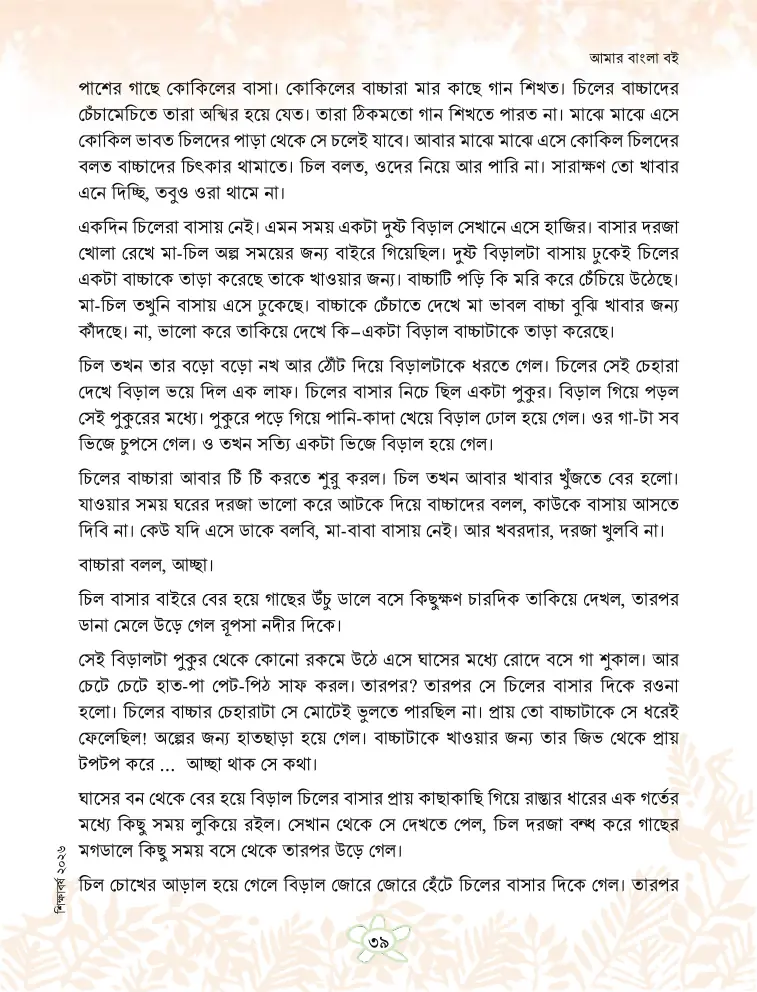 আমার বাংলা বই
পাশের গাছে কোকিলের বাসা। কোকিলের বাচ্চারা মার কাছে গান শিখত। চিলের বাচ্চাদের
চেঁচামেচিতে তারা অস্থির হয়ে যেত। তারা ঠিকমতো গান শিখতে পারত না। মাঝে মাঝে এসে
কোকিল ভাবত চিলদের পাড়া থেকে সে চলেই যাবে। আবার মাঝে মাঝে এসে কোকিল চিলদের
বলত বাচ্চাদের চিৎকার থামাতে। চিল বলত, ওদের নিয়ে আর পারি না। সারাক্ষণ তো খাবার
এনে দিচ্ছি, তবুও ওরা থামে না।
একদিন চিলেরা বাসায় নেই। এমন সময় একটা দুষ্ট বিড়াল সেখানে এসে হাজির। বাসার দরজা
খোলা রেখে মা-চিল অল্প সময়ের জন্য বাইরে গিয়েছিল। দুষ্ট বিড়ালটা বাসায় ঢুকেই চিলের
একটা বাচ্চাকে তাড়া করেছে তাকে খাওয়ার জন্য। বাচ্চাটি পড়ি কি মরি করে চেঁচিয়ে উঠেছে।
মা-চিল তখুনি বাসায় এসে ঢুকেছে। বাচ্চাকে চেঁচাতে দেখে মা ভাবল বাচ্চা বুঝি খাবার জন্য
কাঁদছে। না, ভালো করে তাকিয়ে দেখে কি–একটা বিড়াল বাচ্চাটাকে তাড়া করেছে।
চিল তখন তার বড়ো বড়ো নখ আর ঠোঁট দিয়ে বিড়ালটাকে ধরতে গেল। চিলের সেই চেহারা
দেখে বিড়াল ভয়ে দিল এক লাফ। চিলের বাসার নিচে ছিল একটা পুকুর। বিড়াল গিয়ে পড়ল
সেই পুকুরের মধ্যে। পুকুরে পড়ে গিয়ে পানি-কাদা খেয়ে বিড়াল ঢোল হয়ে গেল। ওর গা-টা সব
ভিজে চুপসে গেল। ও তখন সত্যি একটা ভিজে বিড়াল হয়ে গেল।
চিলের বাচ্চারা আবার চিঁ চিঁ করতে শুরু করল। চিল তখন আবার খাবার খুঁজতে বের হলো।
যাওয়ার সময় ঘরের দরজা ভালো করে আটকে দিয়ে বাচ্চাদের বলল, কাউকে বাসায় আসতে
দিবি না। কেউ যদি এসে ডাকে বলবি, মা-বাবা বাসায় নেই। আর খবরদার, দরজা খুলবি না।
বাচ্চারা বলল, আচ্ছা।
চিল বাসার বাইরে বের হয়ে গাছের উঁচু ডালে বসে কিছুক্ষণ চারদিক তাকিয়ে দেখল, তারপর
ডানা মেলে উড়ে গেল রূপসা নদীর দিকে।
সেই বিড়ালটা পুকুর থেকে কোনো রকমে উঠে এসে ঘাসের মধ্যে রোদে বসে গা শুকাল। আর
চেটে চেটে হাত-পা পেট-পিঠ সাফ করল। তারপর? তারপর সে চিলের বাসার দিকে রওনা
হলো। চিলের বাচ্চার চেহারাটা সে মোটেই ভুলতে পারছিল না। প্রায় তো বাচ্চাটাকে সে ধরেই
ফেলেছিল! অল্পের জন্য হাতছাড়া হয়ে গেল। বাচ্চাটাকে খাওয়ার জন্য তার জিভ থেকে প্রায়
টপটপ করে ... আচ্ছা থাক সে কথা।
ঘাসের বন থেকে বের হয়ে বিড়াল চিলের বাসার প্রায় কাছাকাছি গিয়ে রাস্তার ধারের এক গর্তের
মধ্যে কিছু সময় লুকিয়ে রইল। সেখান থেকে সে দেখতে পেল, চিল দরজা বন্ধ করে গাছের
মগডালে কিছু সময় বসে থেকে তারপর উড়ে গেল।
চিল চোখের আড়াল হয়ে গেলে বিড়াল জোরে জোরে হেঁটে চিলের বাসার দিকে গেল। তারপর
শিক্ষাবর্ষ ২০২৬
৩৯